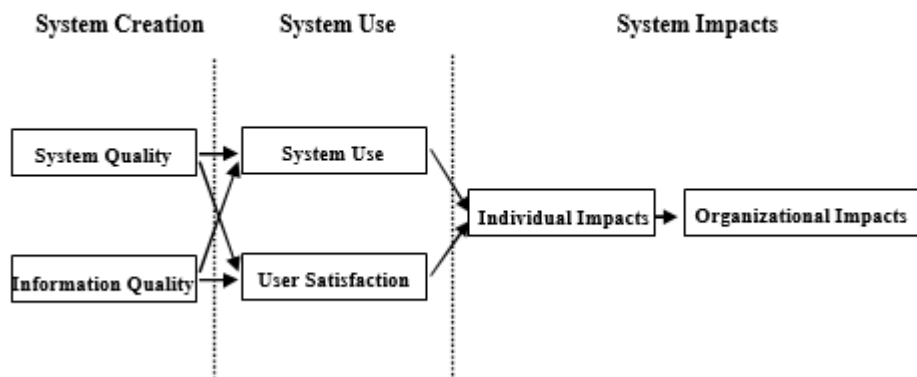 System Creation
System Use
System Impacts
System Quality
System Use
Individual Impacts
Organizational Impacts
Information Quality
User Satisfaction